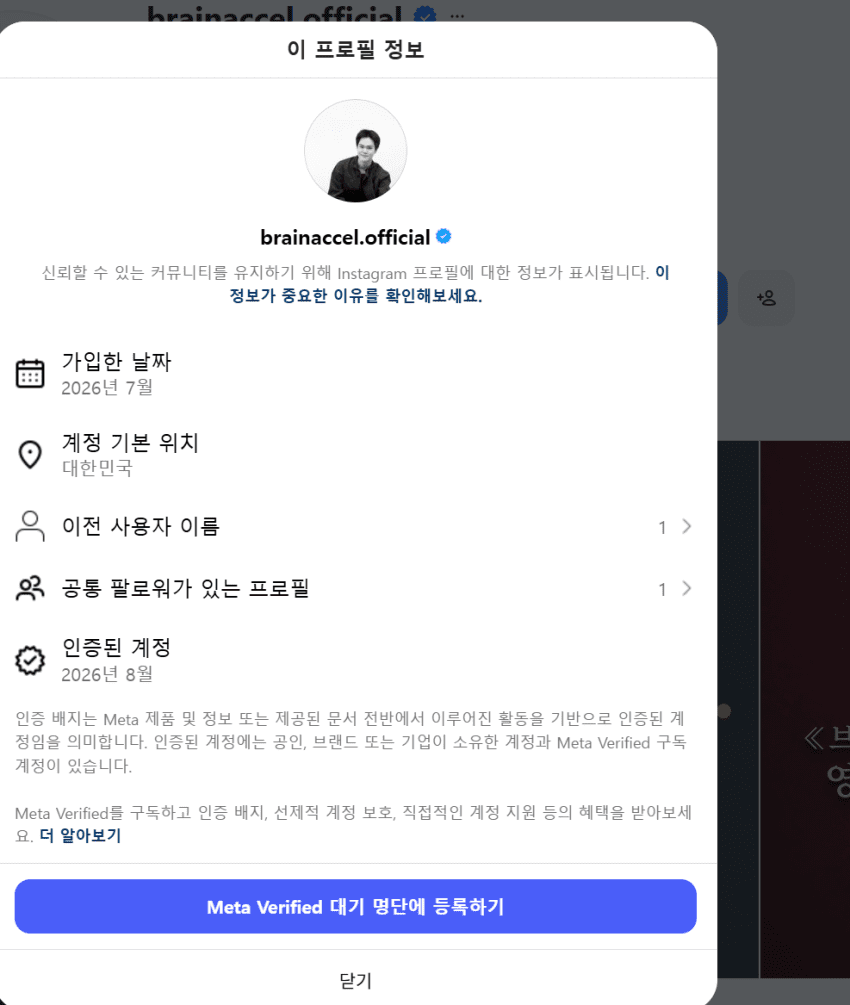 brainaccel.official
이 프로필 정보
brainaccel.official
신뢰할 수 있는 커뮤니티를 유지하기 위해 Instagram 프로필에 대한 정보가 표시됩니다. 이
정보가 중요한 이유를 확인해보세요.
가입한 날짜
2026년 7월
계정 기본 위치
대한민국
이전 사용자 이름
1
공통 팔로워가 있는 프로필
1
인증된 계정
2026년 8월
인증 배지는 Meta 제품 및 정보 또는 제공된 문서 전반에서 이루어진 활동을 기반으로 인증된 계
정임을 의미합니다. 인증된 계정에는 공인, 브랜드 또는 기업이 소유한 계정과 Meta Verified 구독
계정이 있습니다.
Meta Verified를 구독하고 인증 배지, 선제적 계정 보호, 직접적인 계정 지원 등의 혜택을 받아보세
요. 더 알아보기
Meta Verified 대기 명단에 등록하기
닫기